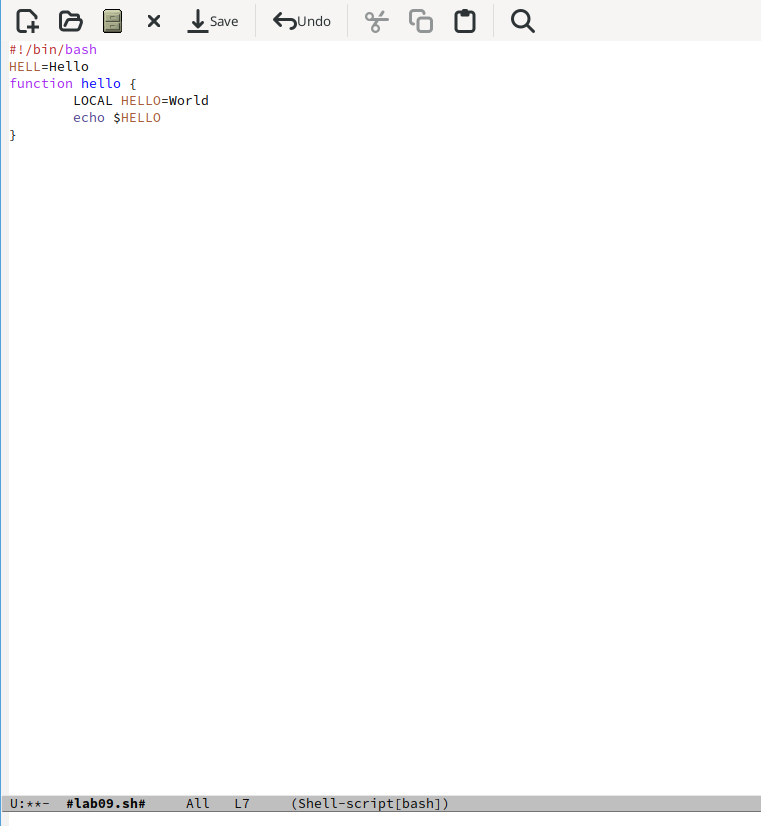 Save Undo
#!/bin/bash
HELL=Hello
function hello {
        LOCAL HELLO=World
        echo $HELLO
}
U:**-  #lab09.sh#     All   L7     (Shell-script[bash])